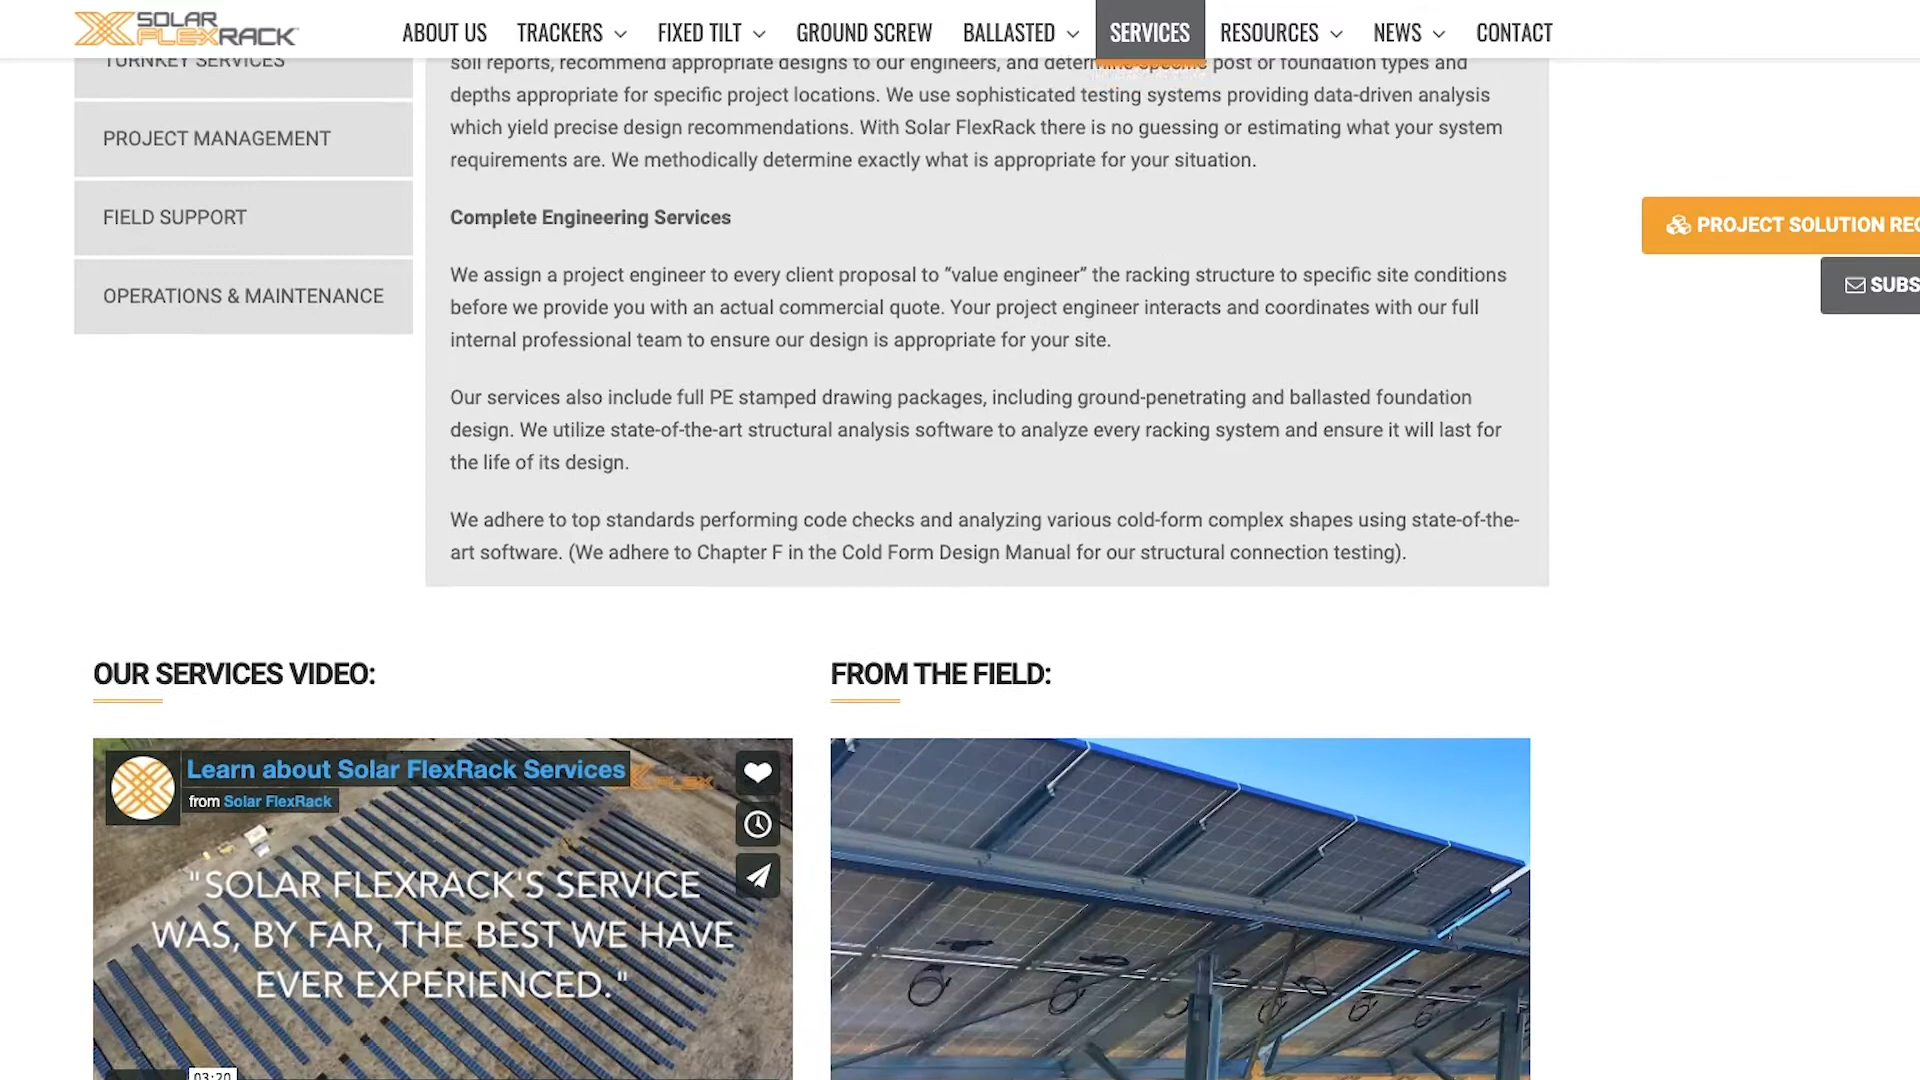 SOLAR
FLEXRACK
ABOUT US
TRACKERS
FIXED TILT
GROUND SCREW
BALLASTED
SERVICES
RESOURCES
NEWS
CONTACT
TURNKEY SERVICES
PROJECT MANAGEMENT
FIELD SUPPORT
OPERATIONS & MAINTENANCE
soil reports, recommend appropriate designs to our engineers, and determine specific post or foundation types and
depths appropriate for specific project locations. We use sophisticated testing systems providing data-driven analysis
which yield precise design recommendations. With Solar FlexRack there is no guessing or estimating what your system
requirements are. We methodically determine exactly what is appropriate for your situation.
Complete Engineering Services
We assign a project engineer to every client proposal to “value engineer” the racking structure to specific site conditions
before we provide you with an actual commercial quote. Your project engineer interacts and coordinates with our full
internal professional team to ensure our design is appropriate for your site.
Our services also include full PE stamped drawing packages, including ground-penetrating and ballasted foundation
design. We utilize state-of-the-art structural analysis software to analyze every racking system and ensure it will last for
the life of its design.
We adhere to top standards performing code checks and analyzing various cold-form complex shapes using state-of-the-
art software. (We adhere to Chapter F in the Cold Form Design Manual for our structural connection testing).
PROJECT SOLUTION REQ
SUBS
OUR SERVICES VIDEO:
Learn about Solar FlexRack Services
from Solar FlexRack
"SOLAR FLEXRACK'S SERVICE
WAS, BY FAR, THE BEST WE HAVE
EVER EXPERIENCED."
03:20
FROM THE FIELD: